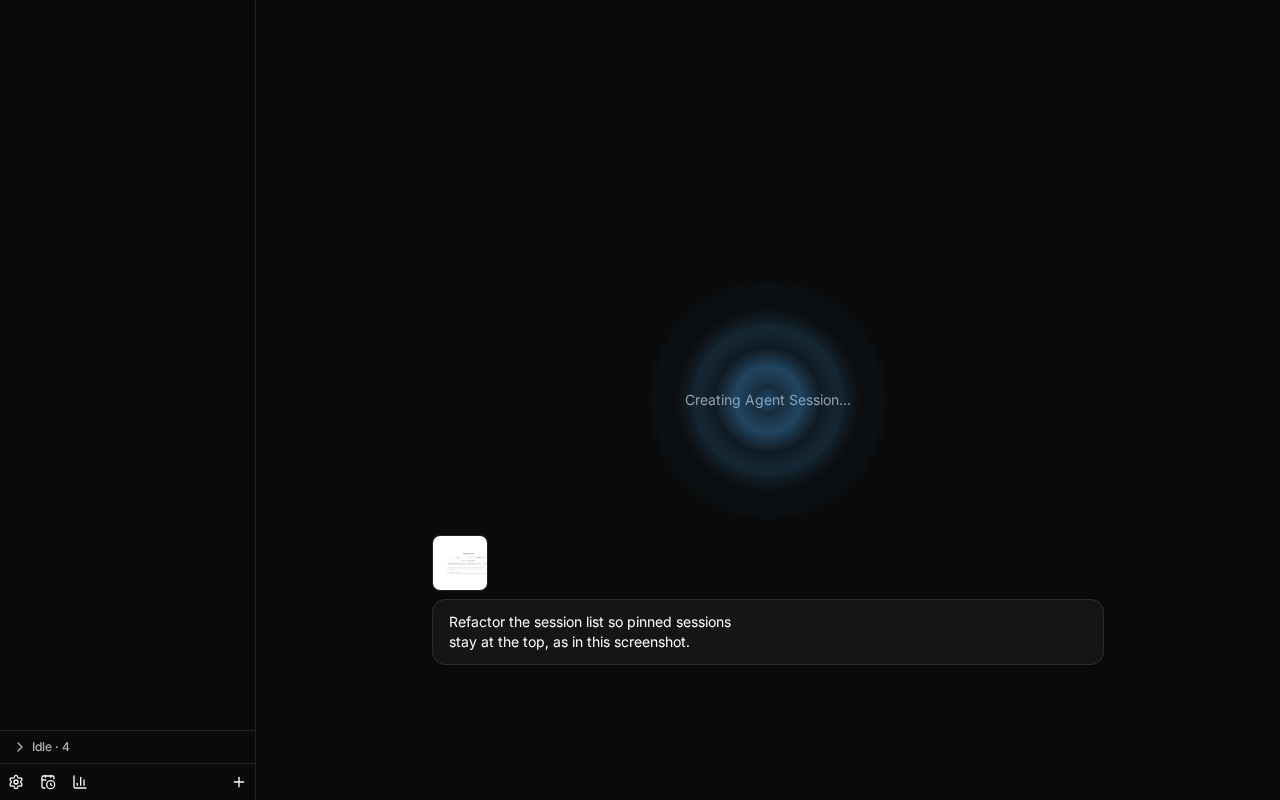 Creating Agent Session...
Refactor the session list so pinned sessions
stay at the top, as in this screenshot.
Idle · 4